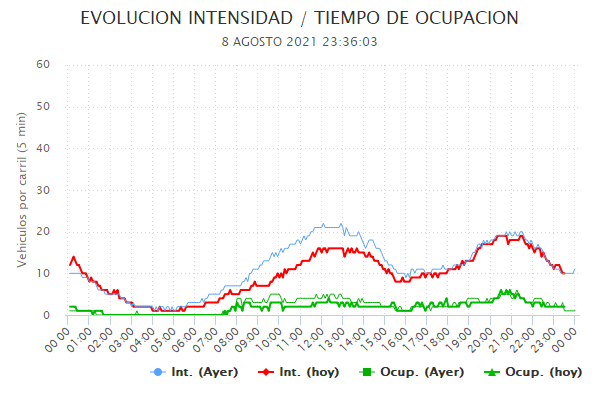 EVOLUCION INTENSIDAD / TIEMPO DE OCUPACION
8 AGOSTO 2021 23:36:03
Vehiculos por carril (5 min)
60
50
40
30
20
10
0
00:00 01:00 02:00 03:00 04:00 05:00 06:00 07:00 08:00 09:00 10:00 11:00 12:00 13:00 14:00 15:00 16:00 17:00 18:00 19:00 20:00 21:00 22:00 23:00 00:00
Int. (Ayer) Int. (hoy) Ocup. (Ayer) Ocup. (hoy)